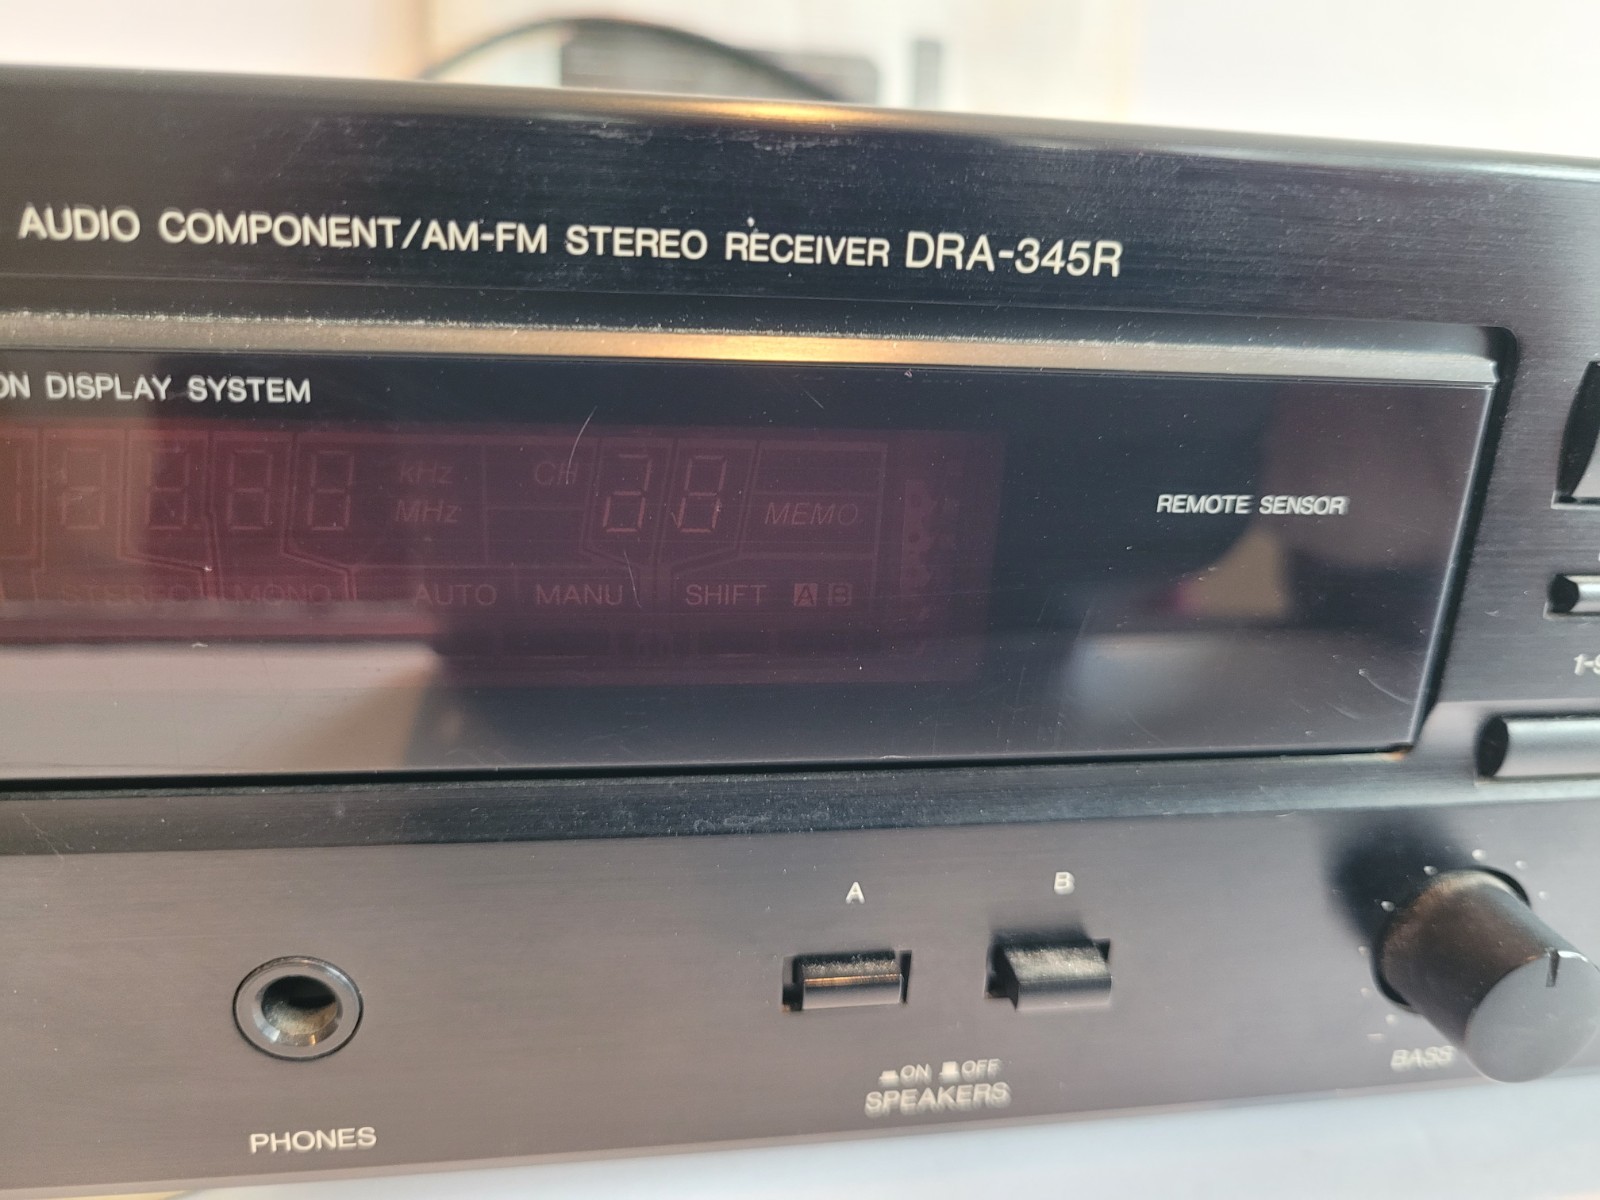 AUDIO COMPONENT/AM-FM STEREO RECEIVER DRA-345R
ON DISPLAY SYSTEM
kHz CH
MHz MEMO
STEREO MONO AUTO MANU SHIFT A B
REMOTE SENSOR
A B
ON OFF
SPEAKERS
BASS
PHONES